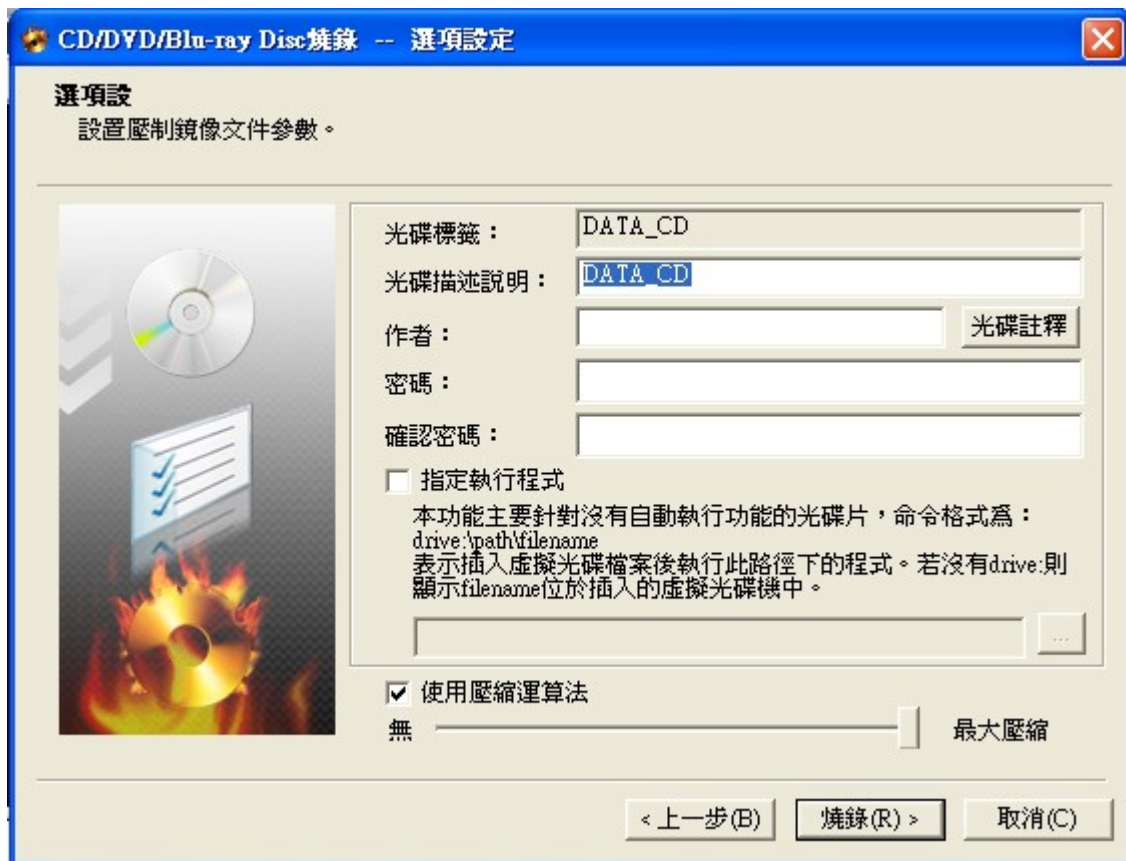 CD/DVD/Blu-ray Disc燒錄 -- 選項設定
選項設
設置壓制鏡像文件參數。
光碟標籤： DATA_CD
光碟描述說明： DATA_CD
作者： 光碟註釋
密碼：
確認密碼：
指定執行程式
本功能主要針對沒有自動執行功能的光碟片，命令格式爲：
drive:\path\filename
表示插入虛擬光碟檔案後執行此路徑下的程式。若沒有drive:則
顯示filename位於插入的虛擬光碟機中。
...
使用壓縮運算法
無 最大壓縮
<上一步(B) 燒錄(R)> 取消(C)